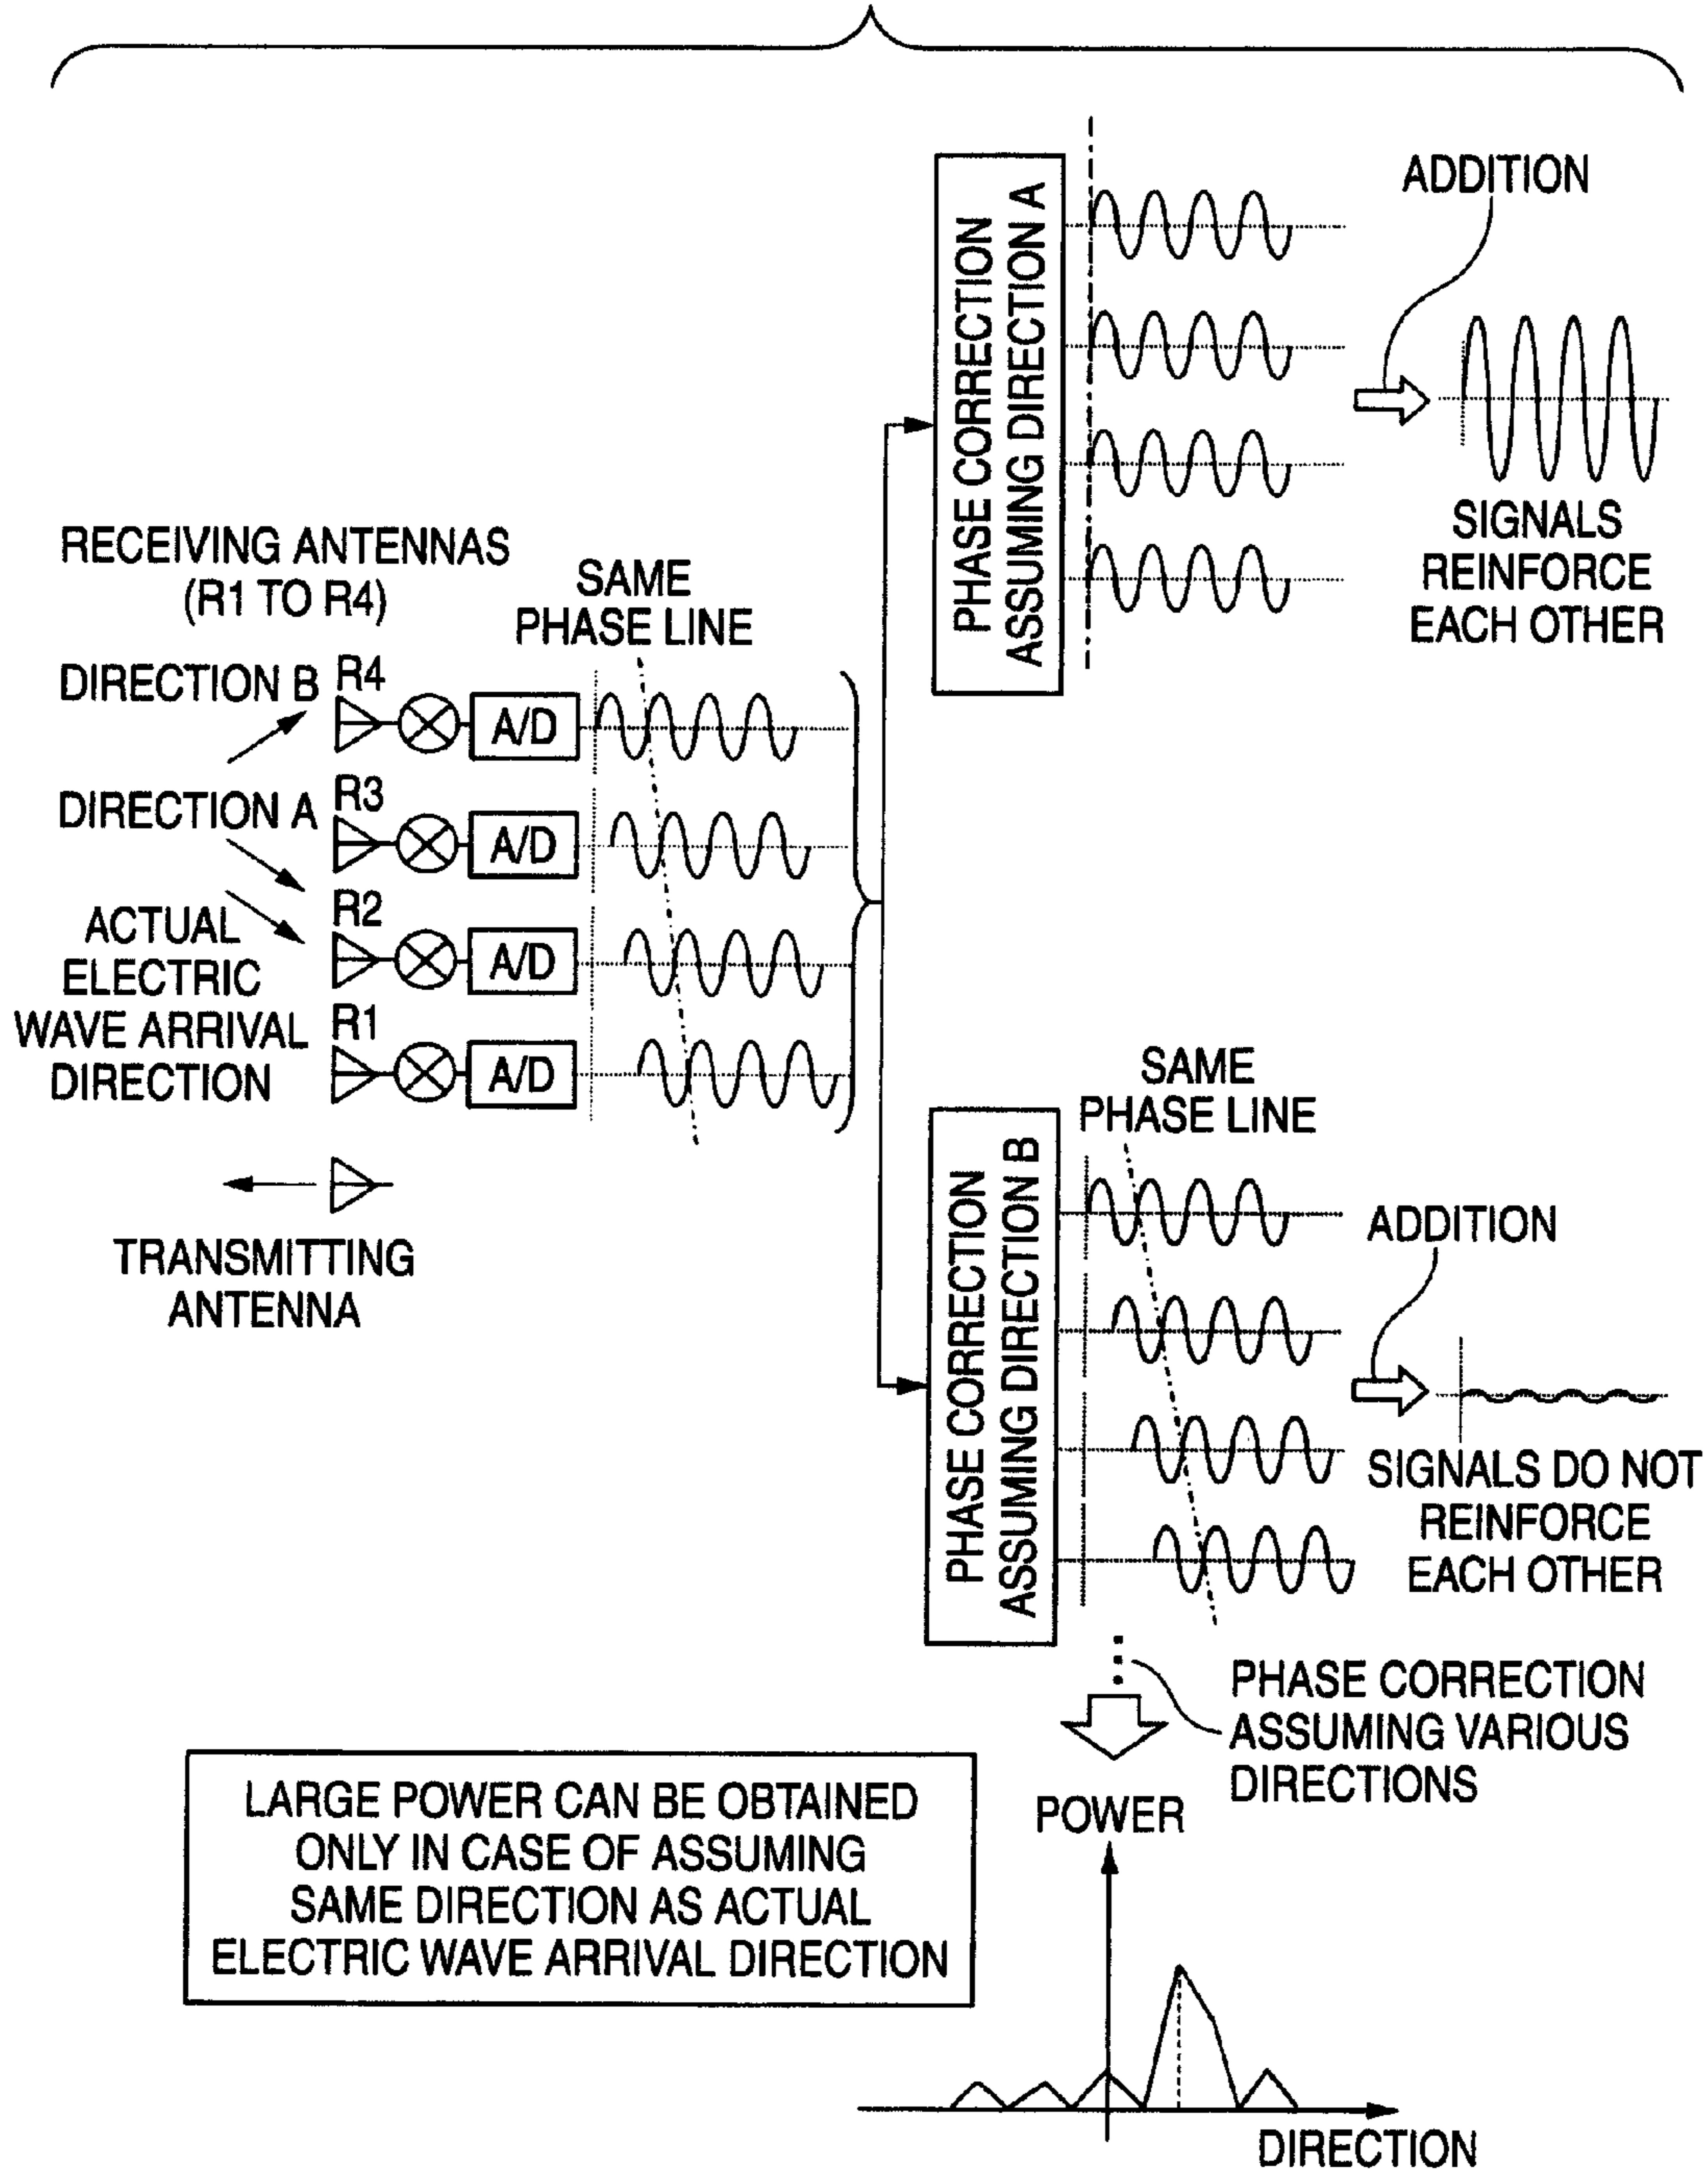 RECEIVING ANTENNAS
(R1 TO R4)
SAME
PHASE LINE
DIRECTION B
R4
A/D
DIRECTION A
R3
A/D
ACTUAL
ELECTRIC
WAVE ARRIVAL
DIRECTION
R2
A/D
R1
A/D
TRANSMITTING
ANTENNA
PHASE CORRECTION
ASSUMING DIRECTION A
ADDITION
SIGNALS
REINFORCE
EACH OTHER
PHASE CORRECTION
ASSUMING DIRECTION B
SAME
PHASE LINE
ADDITION
SIGNALS DO NOT
REINFORCE
EACH OTHER
PHASE CORRECTION
ASSUMING VARIOUS
DIRECTIONS
LARGE POWER CAN BE OBTAINED
ONLY IN CASE OF ASSUMING
SAME DIRECTION AS ACTUAL
ELECTRIC WAVE ARRIVAL DIRECTION
POWER
DIRECTION